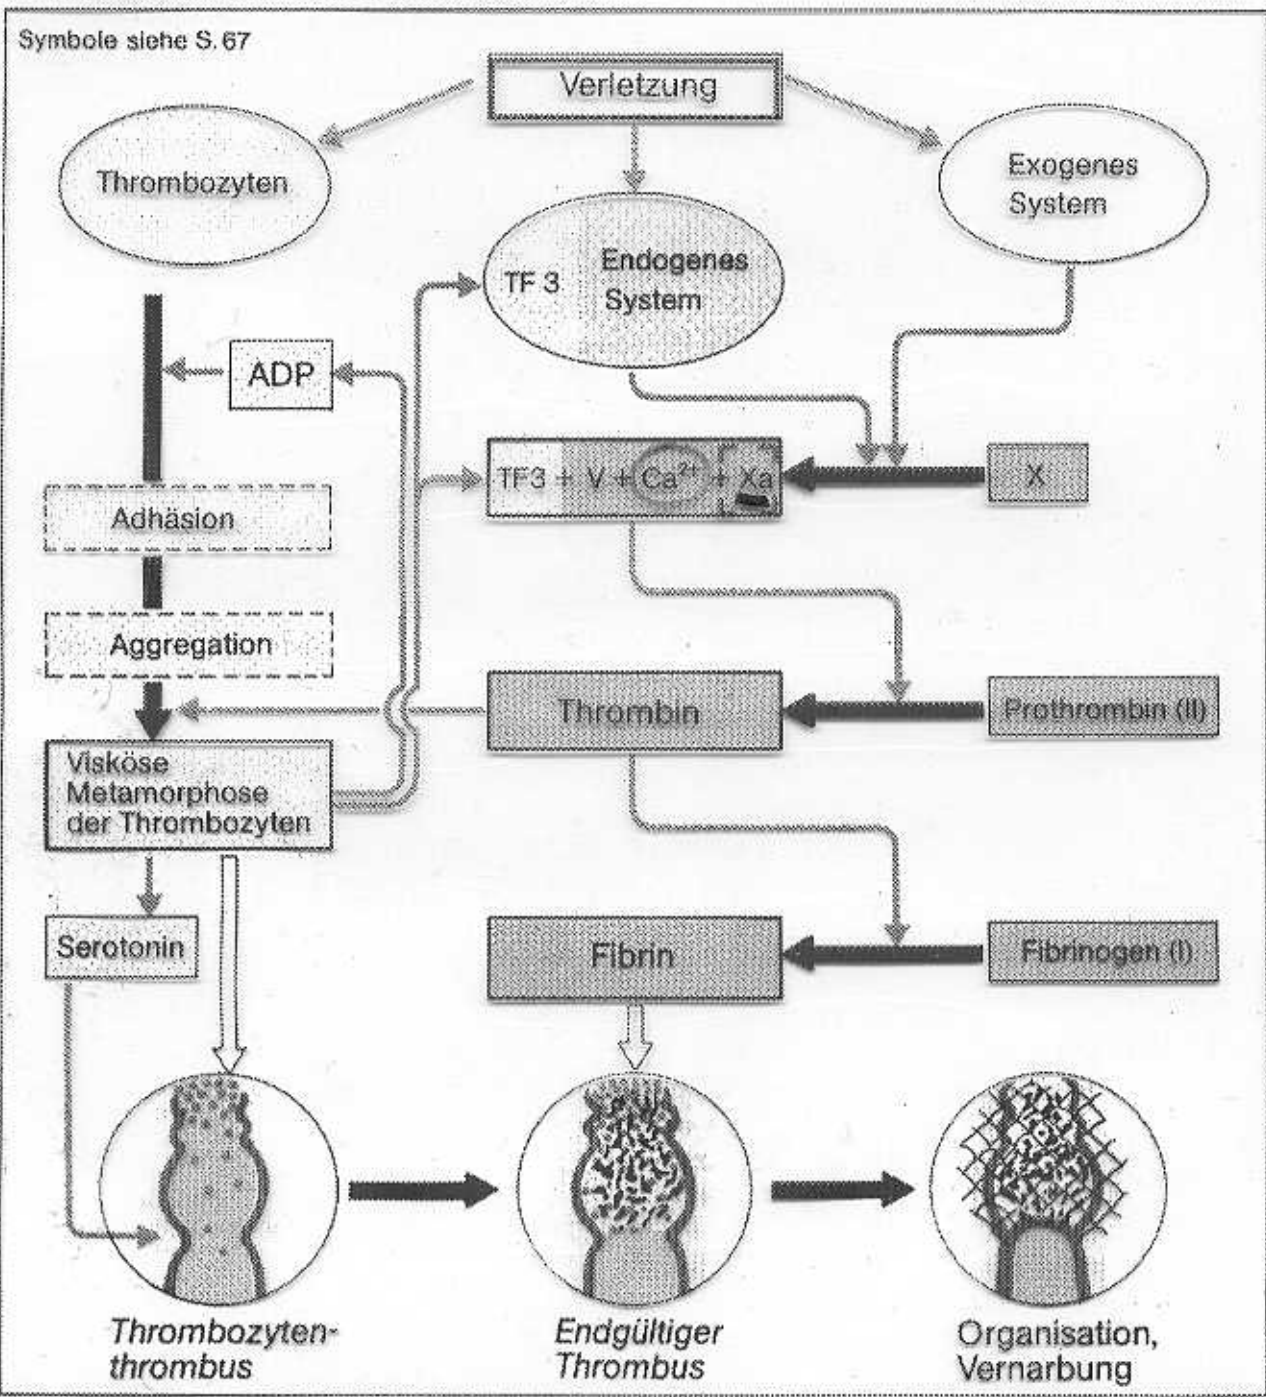 Symbole siehe S. 67
Verletzung
Thrombozyten
Exogenes
System
TF 3
Endogenes
System
ADP
TF3 + V + Ca²⁺ + Xa
X
Adhäsion
Aggregation
Thrombin
Prothrombin (II)
Visköse
Metamorphose
der Thrombozyten
Serotonin
Fibrin
Fibrinogen (I)
Thrombozyten-
thrombus
Endgültiger
Thrombus
Organisation,
Vernarbung